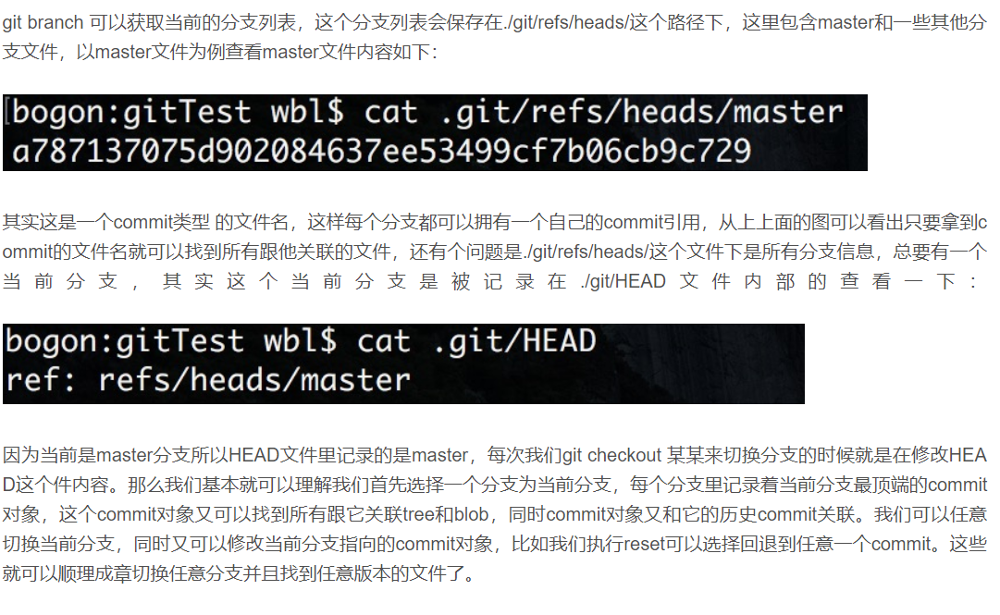 git branch 可以获取当前的分支列表，这个分支列表会保存在./git/refs/heads/这个路径下，这里包含master和一些其他分
支文件，以master文件为例查看master文件内容如下：
[bogon:gitTest wbl$ cat .git/refs/heads/master
a787137075d902084637ee53499cf7b06cb9c729
其实这是一个commit类型 的文件名，这样每个分支都可以拥有一个自己的commit引用，从上上面的图可以看出只要拿到c
ommit的文件名就可以找到所有跟他关联的文件，还有个问题是./git/refs/heads/这个文件下是所有分支信息，总要有一个
当前分支，其实这个当前分支是被记录在./git/HEAD文件内部的查看一下：
bogon:gitTest wbl$ cat .git/HEAD
ref: refs/heads/master
因为当前是master分支所以HEAD文件里记录的是master，每次我们git checkout 某某来切换分支的时候就是在修改HEA
D这个件内容。那么我们基本就可以理解我们首先选择一个分支为当前分支，每个分支里记录着当前分支最顶端的commit
对象，这个commit对象又可以找到所有跟它关联tree和blob，同时commit对象又和它的历史commit关联。我们可以任意
切换当前分支，同时又可以修改当前分支指向的commit对象，比如我们执行reset可以选择回退到任意一个commit。这些
就可以顺理成章切换任意分支并且找到任意版本的文件了。